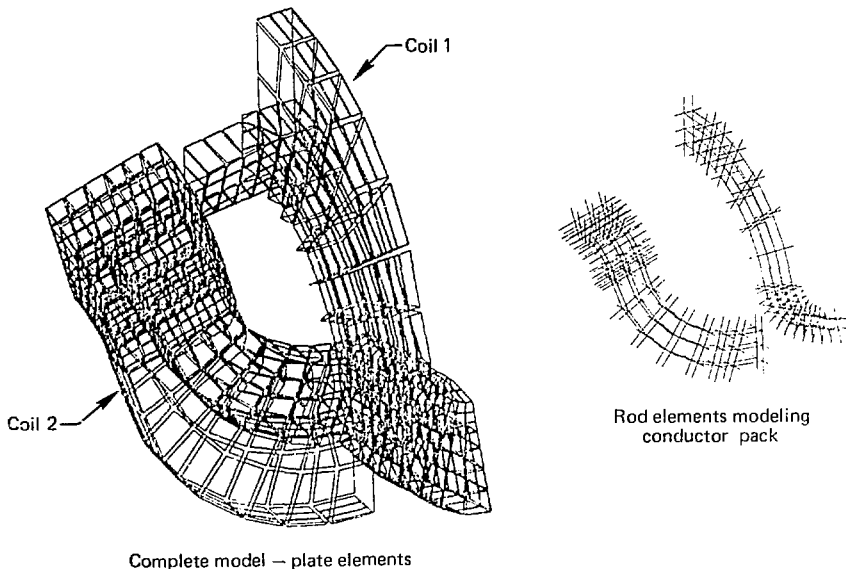 Coil 1
Coil 2
Rod elements modeling
conductor pack
Complete model – plate elements